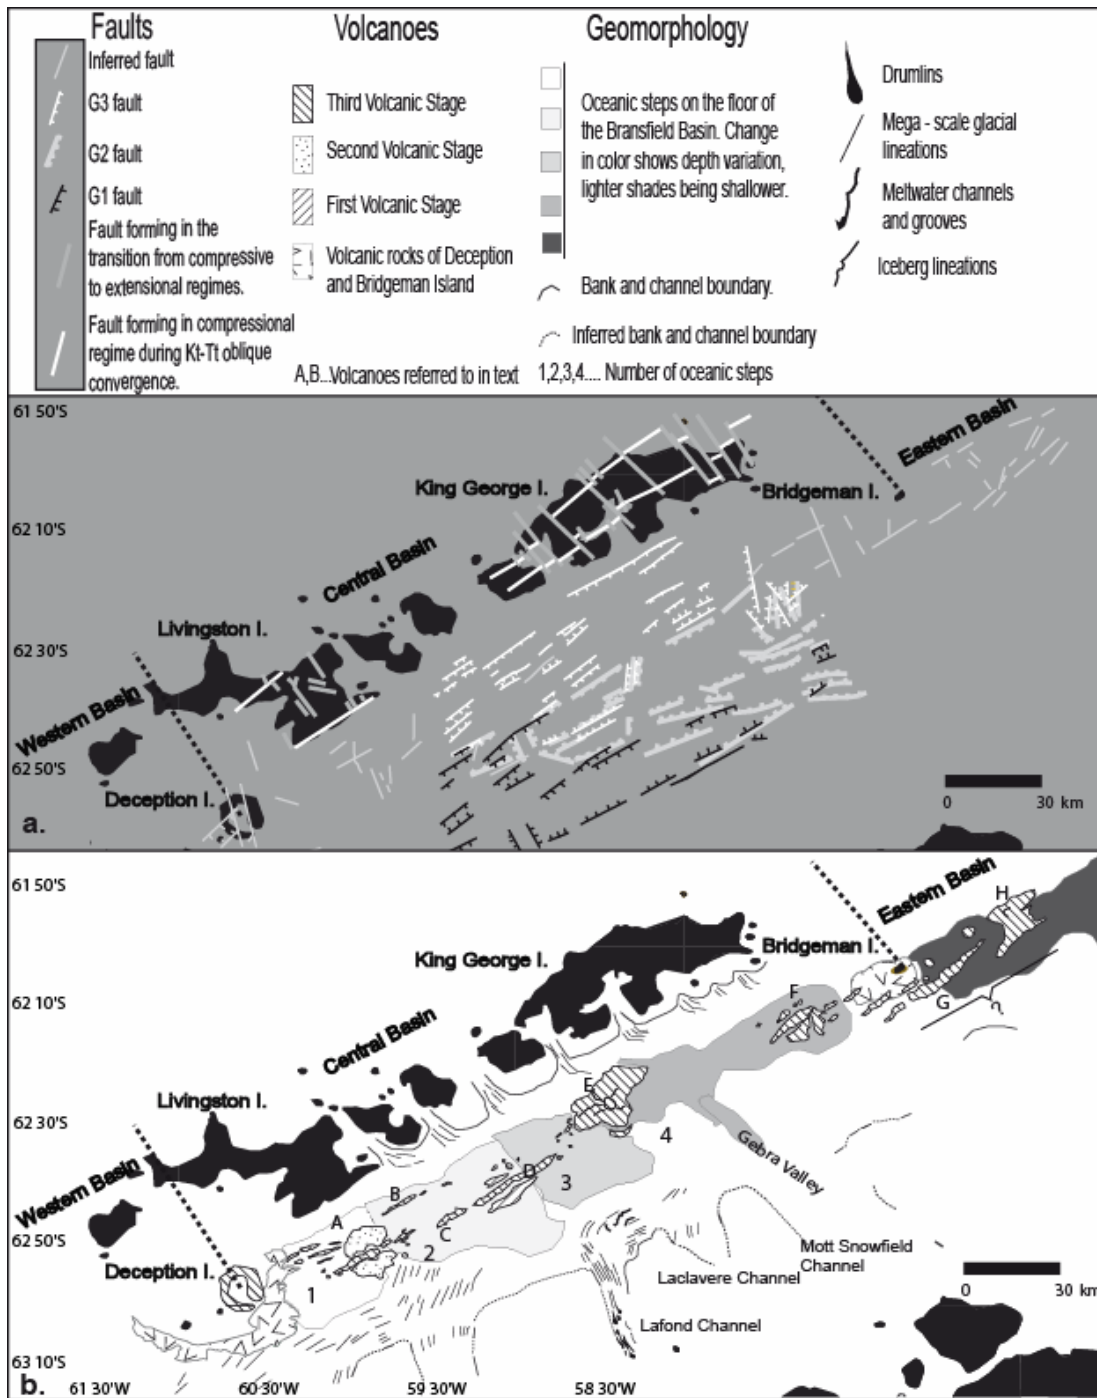 Faults
Inferred fault
G3 fault
G2 fault
G1 fault
Fault forming in the
transition from compressive
to extensional regimes.
Fault forming in compressional
regime during Kt-Tt oblique
convergence.
Volcanoes
Third Volcanic Stage
Second Volcanic Stage
First Volcanic Stage
Volcanic rocks of Deception
and Bridgeman Island
A,B...Volcanoes referred to in text
Geomorphology
Oceanic steps on the floor of
the Bransfield Basin. Change
in color shows depth variation,
lighter shades being shallower.
Bank and channel boundary.
Inferred bank and channel boundary
1,2,3,4.... Number of oceanic steps
Drumlins
Mega - scale glacial
lineations
Meltwater channels
and grooves
Iceberg lineations
61 50'S
Eastern Basin
King George I.
Bridgeman I.
62 10'S
Central Basin
Livingston I.
62 30'S
Western Basin
62 50'S
Deception I.
30 km
a.
61 50'S
Eastern Basin
H
King George I.
Bridgeman I.
62 10'S
F
G
?
Central Basin
E
Livingston I.
62 30'S
4
Gebra Valley
D
3
Western Basin
B
A
C
2
62 50'S
Mott Snowfield
Channel
Deception I.
Laclavere Channel
1
30 km
Lafond Channel
63 10'S
b.
61 30'W
60 30'W
59 30'W
58 30'W